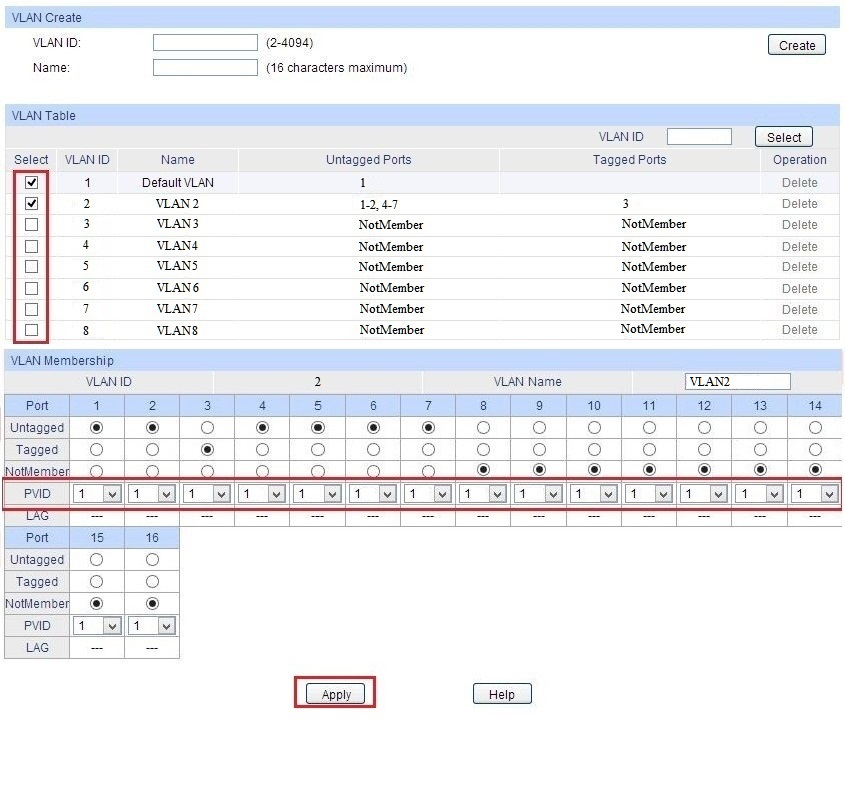 VLAN Create
VLAN ID: (2-4094)
Create
Name: (16 characters maximum)
VLAN Table
VLAN ID Select
Select VLAN ID Name Untagged Ports Tagged Ports Operation
1 Default VLAN 1 Delete
2 VLAN 2 1-2, 4-7 3 Delete
3 VLAN3 NotMember NotMember Delete
4 VLAN4 NotMember NotMember Delete
5 VLAN5 NotMember NotMember Delete
6 VLAN6 NotMember NotMember Delete
7 VLAN7 NotMember NotMember Delete
8 VLAN8 NotMember NotMember Delete
VLAN Membership
VLAN ID 2 VLAN Name VLAN2
Port 1 2 3 4 5 6 7 8 9 10 11 12 13 14
Untagged
Tagged
NotMember
PVID 1 1 1 1 1 1 1 1 1 1 1 1 1 1
LAG --- --- --- --- --- --- --- --- --- --- --- --- --- ---
Port 15 16
Untagged
Tagged
NotMember
PVID 1 1
LAG --- ---
Apply Help